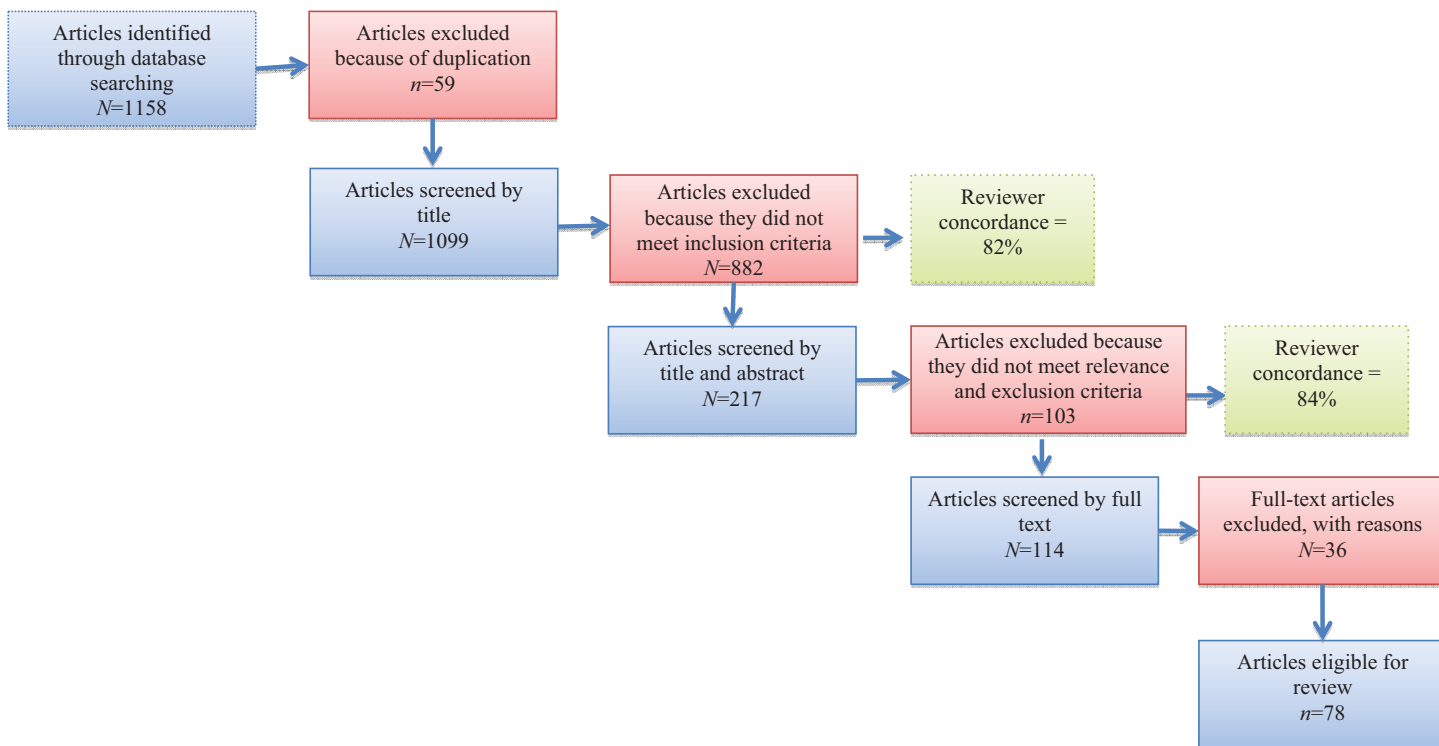 Articles identified
through database
searching
N=1158
Articles excluded
because of duplication
n=59
Articles screened by
title
N=1099
Articles excluded
because they did not
meet inclusion criteria
N=882
Reviewer
concordance =
82%
Articles screened by
title and abstract
N=217
Articles excluded because
they did not meet relevance
and exclusion criteria
n=103
Reviewer
concordance =
84%
Articles screened by full
text
N=114
Full-text articles
excluded, with reasons
N=36
Articles eligible for
review
n=78